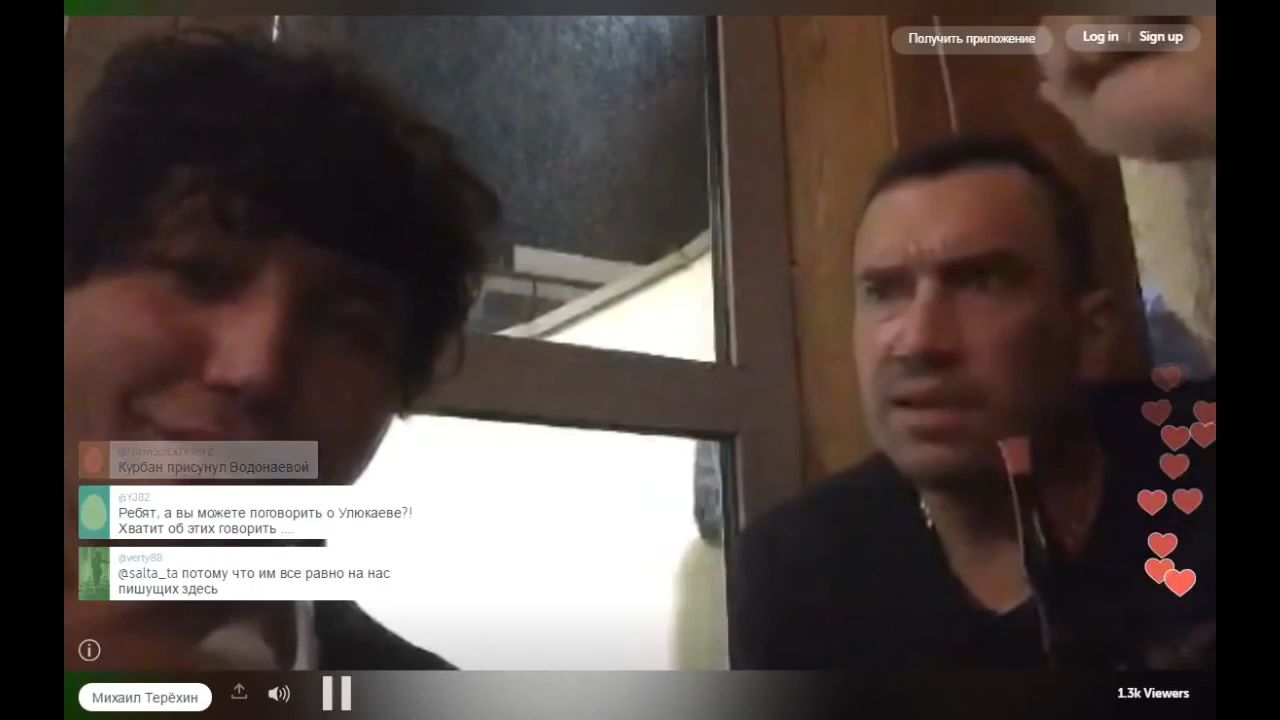 Получить приложение
Log in
Sign up
Курбан присунул Водонаевой
@YJ82
Ребят, а вы можете поговорить о Улюкаеве?!
Хватит об этих говорить ....
@verty88
@salta_ta потому что им все равно на нас
пишущих здесь
Михаил Терёхин
1.3k Viewers